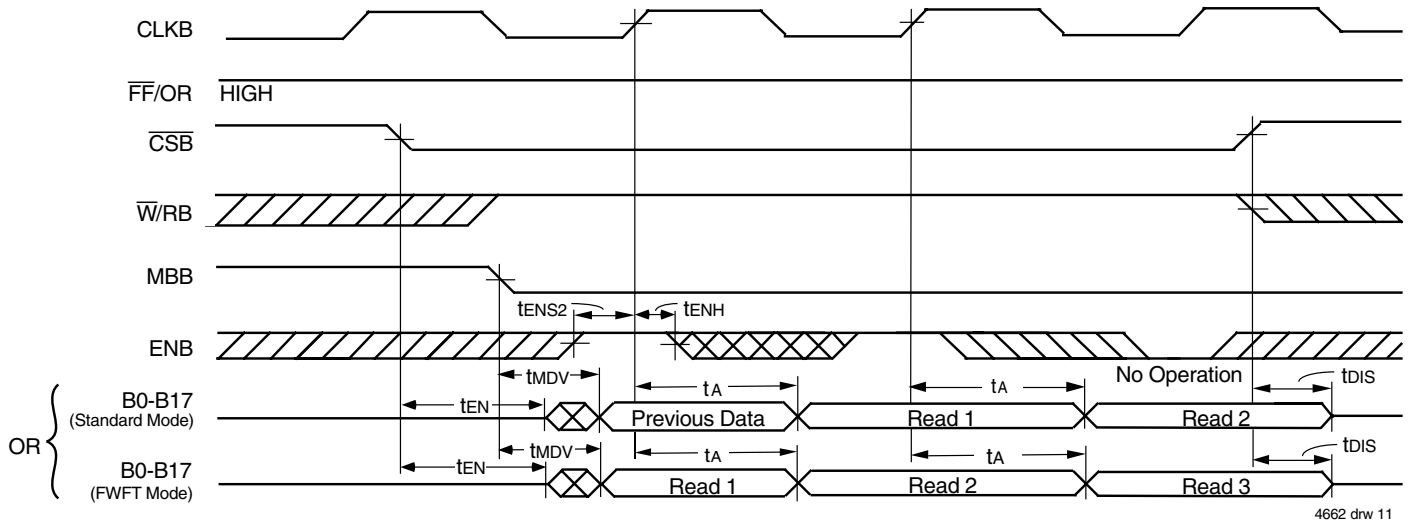 CLKB
FF/OR HIGH
CSB
W/RB
MBB
tENS2 tENH
ENB
tMDV tA tA No Operation tDIS
B0-B17
(Standard Mode)
tEN Previous Data Read 1 Read 2
OR
tMDV tA tA tDIS
B0-B17
(FWFT Mode)
tEN Read 1 Read 2 Read 3
4662 drw 11